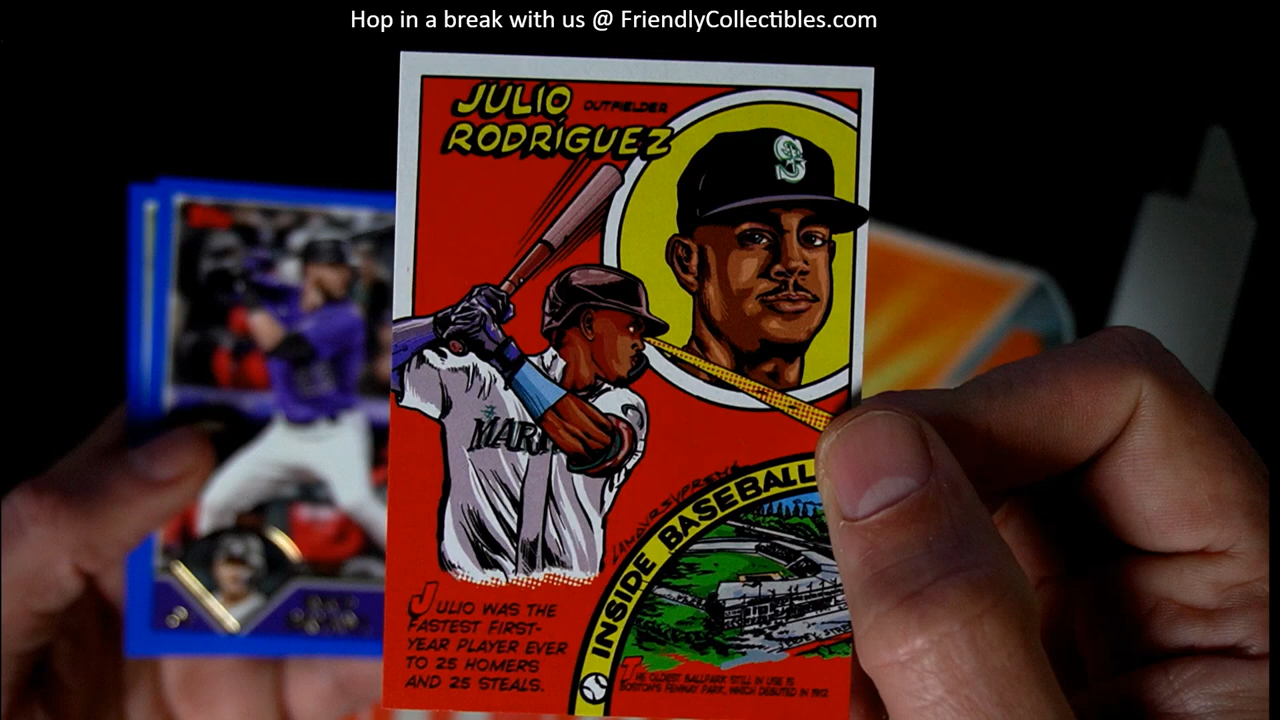 Hop in a break with us @ FriendlyCollectibles.com
JULIO OUTFIELDER
RODRÍGUEZ
S
MARI
LAMOURSUPREME
INSIDE BASEBALL
JULIO WAS THE
FASTEST FIRST-
YEAR PLAYER EVER
TO 25 HOMERS
AND 25 STEALS.
THE OLDEST BALLPARK STILL IN USE IS
BOSTON'S FENWAY PARK, WHICH DEBUTED IN 1912